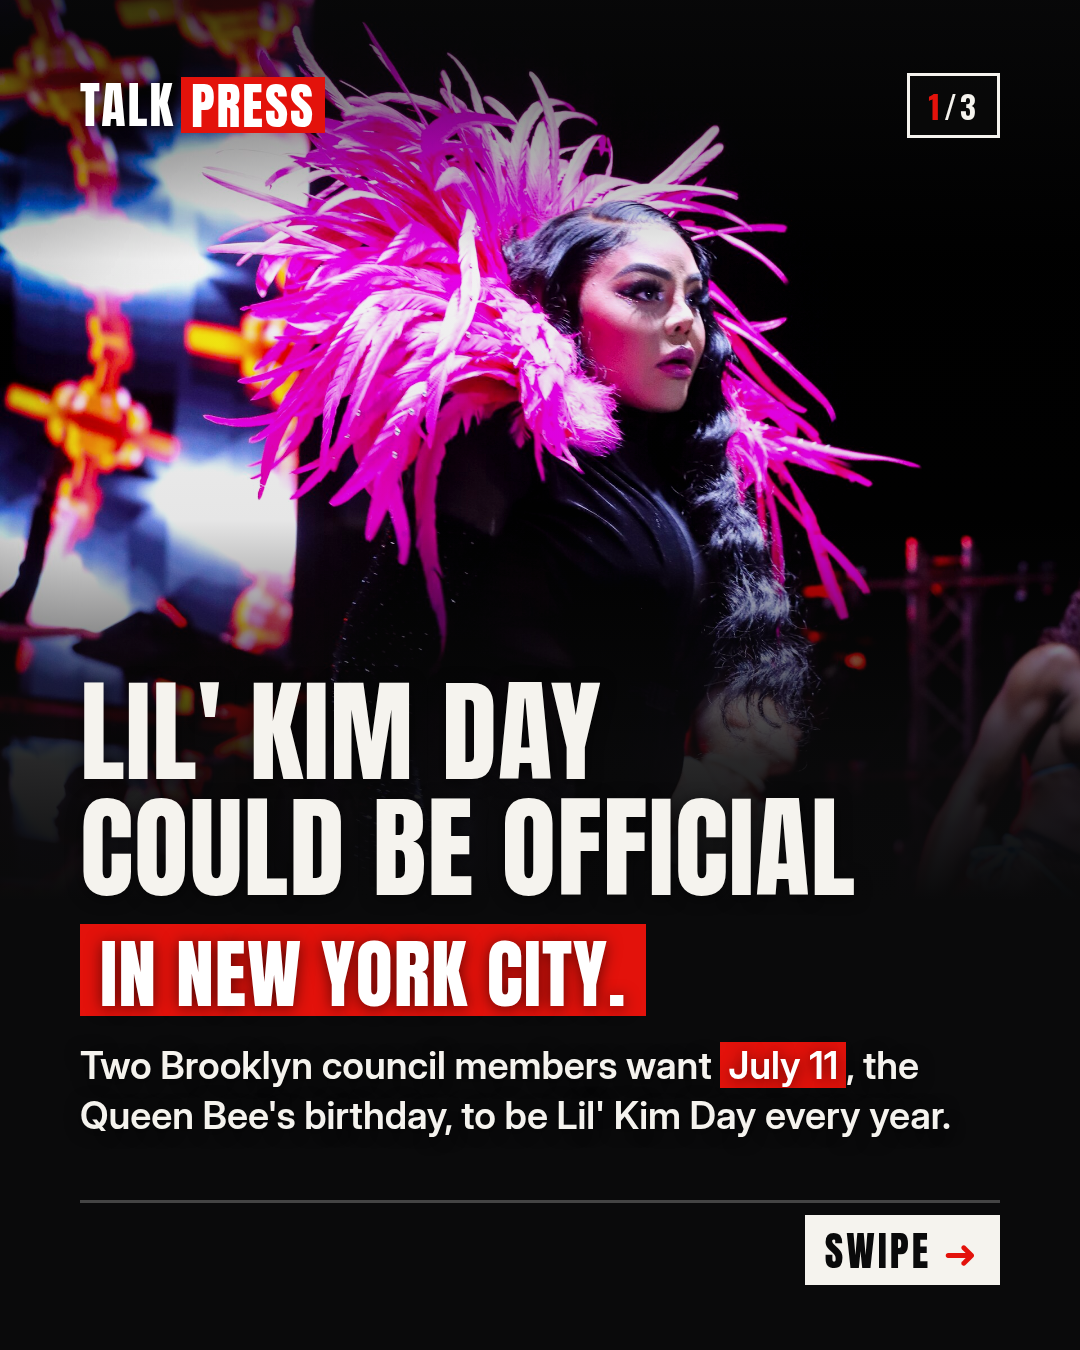 TALK PRESS
1/3
LIL' KIM DAY
COULD BE OFFICIAL
IN NEW YORK CITY.
Two Brooklyn council members want July 11, the
Queen Bee's birthday, to be Lil' Kim Day every year.
SWIPE →